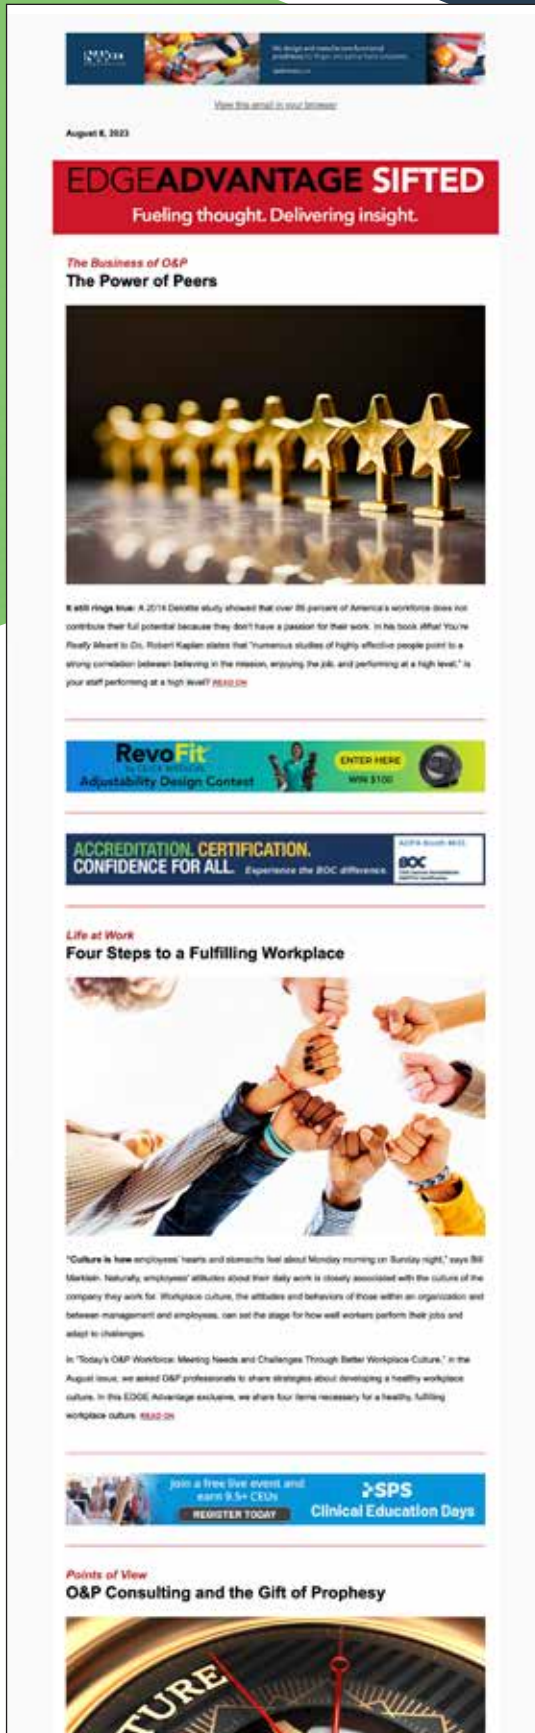 View this email in your browser
August 8, 2023
EDGEADVANTAGE SIFTED
Fueling thought. Delivering insight.
The Business of O&P
The Power of Peers
It still rings true: A 2014 Deloitte study showed that over 85 percent of America's workforce does not
contribute their full potential because they don't have a passion for their work. In his book What You're
Really Meant to Do, Robert Kaplan states that "numerous studies of highly effective people point to a
strong correlation between believing in the mission, enjoying the job, and performing at a high level." Is
your staff performing at a high level? READ ON
RevoFit
Adjustability Design Contest
ENTER HERE
WIN $100
ACCREDITATION. CERTIFICATION.
CONFIDENCE FOR ALL. Experience the BOC difference.
BOC
Life at Work
Four Steps to a Fulfilling Workplace
"Culture is how employees' hearts and stomachs feel about Monday morning on Sunday night," says Bill
Marklein. Naturally, employees' attitudes about their daily work is closely associated with the culture of the
company they work for. Workplace culture, the attitudes and behaviors of those within an organization and
between management and employees, can set the stage for how well workers perform their jobs and
adapt to challenges.
In "Today's O&P Workforce: Meeting Needs and Challenges Through Better Workplace Culture," in the
August issue, we asked O&P professionals to share strategies about developing a healthy workplace
culture. In this EDGE Advantage exclusive, we share four items necessary for a healthy, fulfilling
workplace culture. READ ON
Join a free live event and
earn 9.5+ CEUs
REGISTER TODAY
SPS
Clinical Education Days
Points of View
O&P Consulting and the Gift of Prophesy
TURE